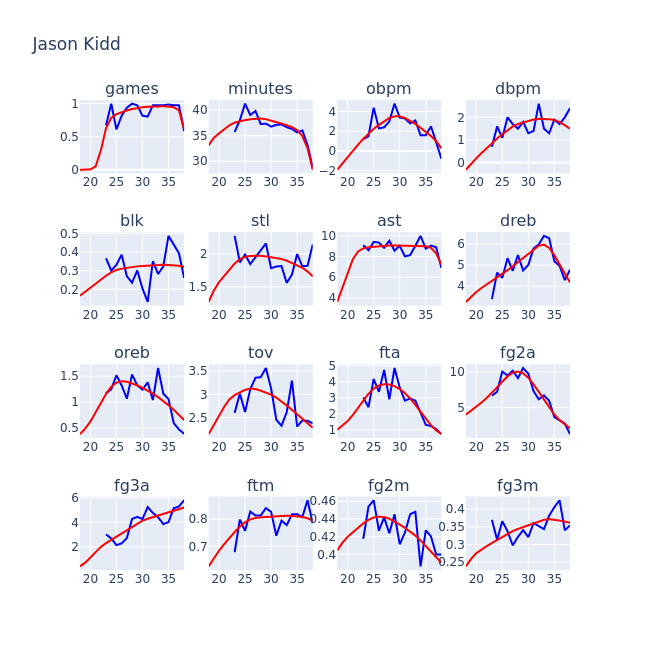 Jason Kidd
games minutes obpm dbpm
1 0.5 0 20 25 30 35
40 35 30 20 25 30 35
4 2 0 −2 20 25 30 35
2 1 0 20 25 30 35
blk stl ast dreb
0.5 0.4 0.3 0.2 20 25 30 35
2 1.5 20 25 30 35
10 8 6 4 20 25 30 35
6 5 4 20 25 30 35
oreb tov fta fg2a
1.5 1 0.5 20 25 30 35
3.5 3 2.5 20 25 30 35
5 4 3 2 1 20 25 30 35
10 5 20 25 30 35
fg3a ftm fg2m fg3m
6 4 2 20 25 30 35
0.8 0.7 20 25 30 35
0.46 0.44 0.42 0.4 20 25 30 35
0.4 0.35 0.3 0.25 20 25 30 35